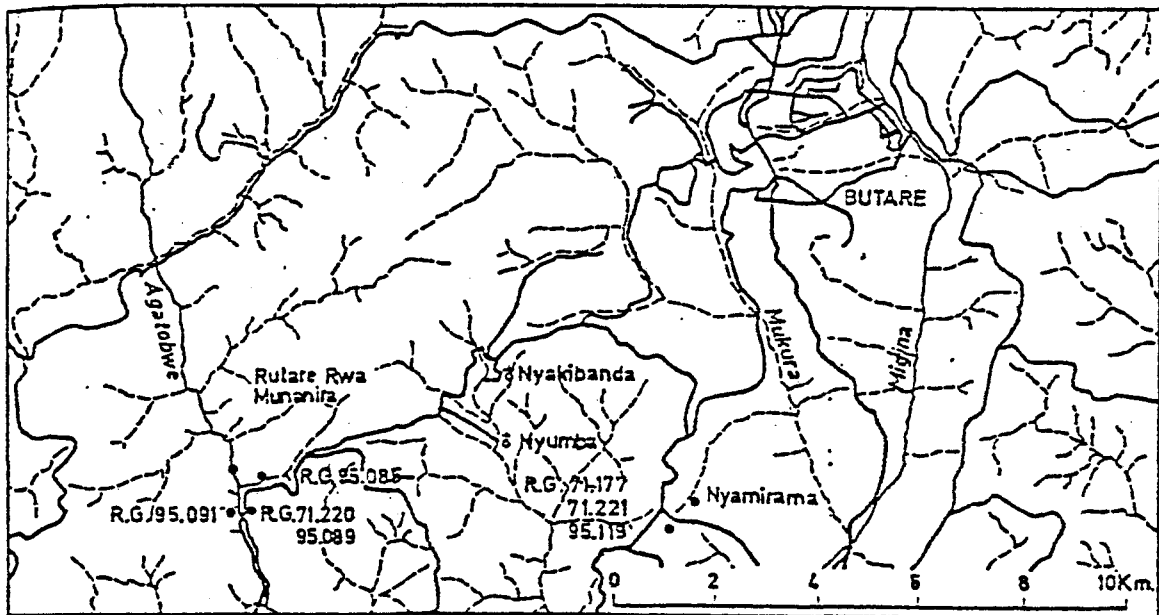 BUTARE
Agatobwe
Mukura
Migina
Rutare Rwa
Munanira
Nyakibanda
Nyumba
R.G.95.085
R.G. 71.177
71.221
95.119
Nyamirama
R.G.95.091
R.G.71.220
95.089
0 2 4 6 8 10Km.